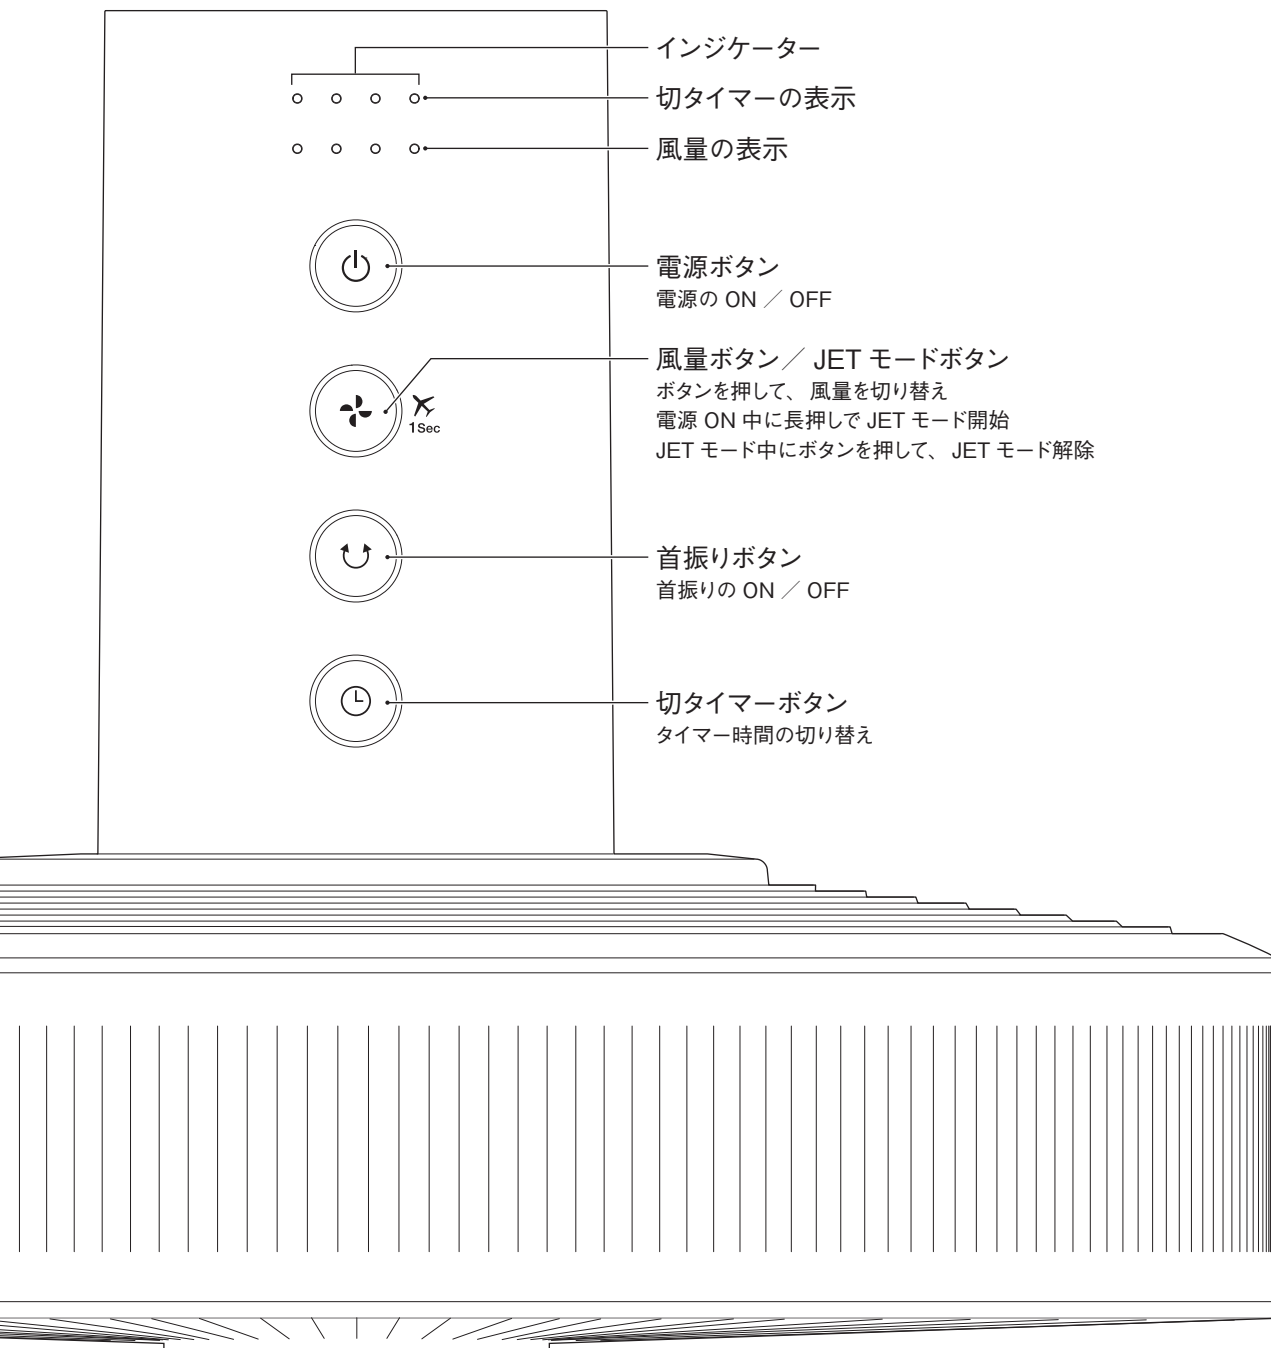 インジケーター
切タイマーの表示
風量の表示
電源ボタン
電源の ON ／ OFF
風量ボタン／ JET モードボタン
ボタンを押して、 風量を切り替え
電源 ON 中に長押しで JET モード開始
JET モード中にボタンを押して、 JET モード解除
1Sec
首振りボタン
首振りの ON ／ OFF
切タイマーボタン
タイマー時間の切り替え